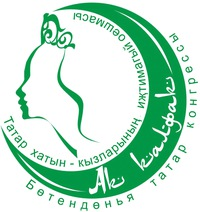 Татар хатын - кызларының иҗтимагый оешмасы
Ак калфак
Бөтендөнья татар конгрессы